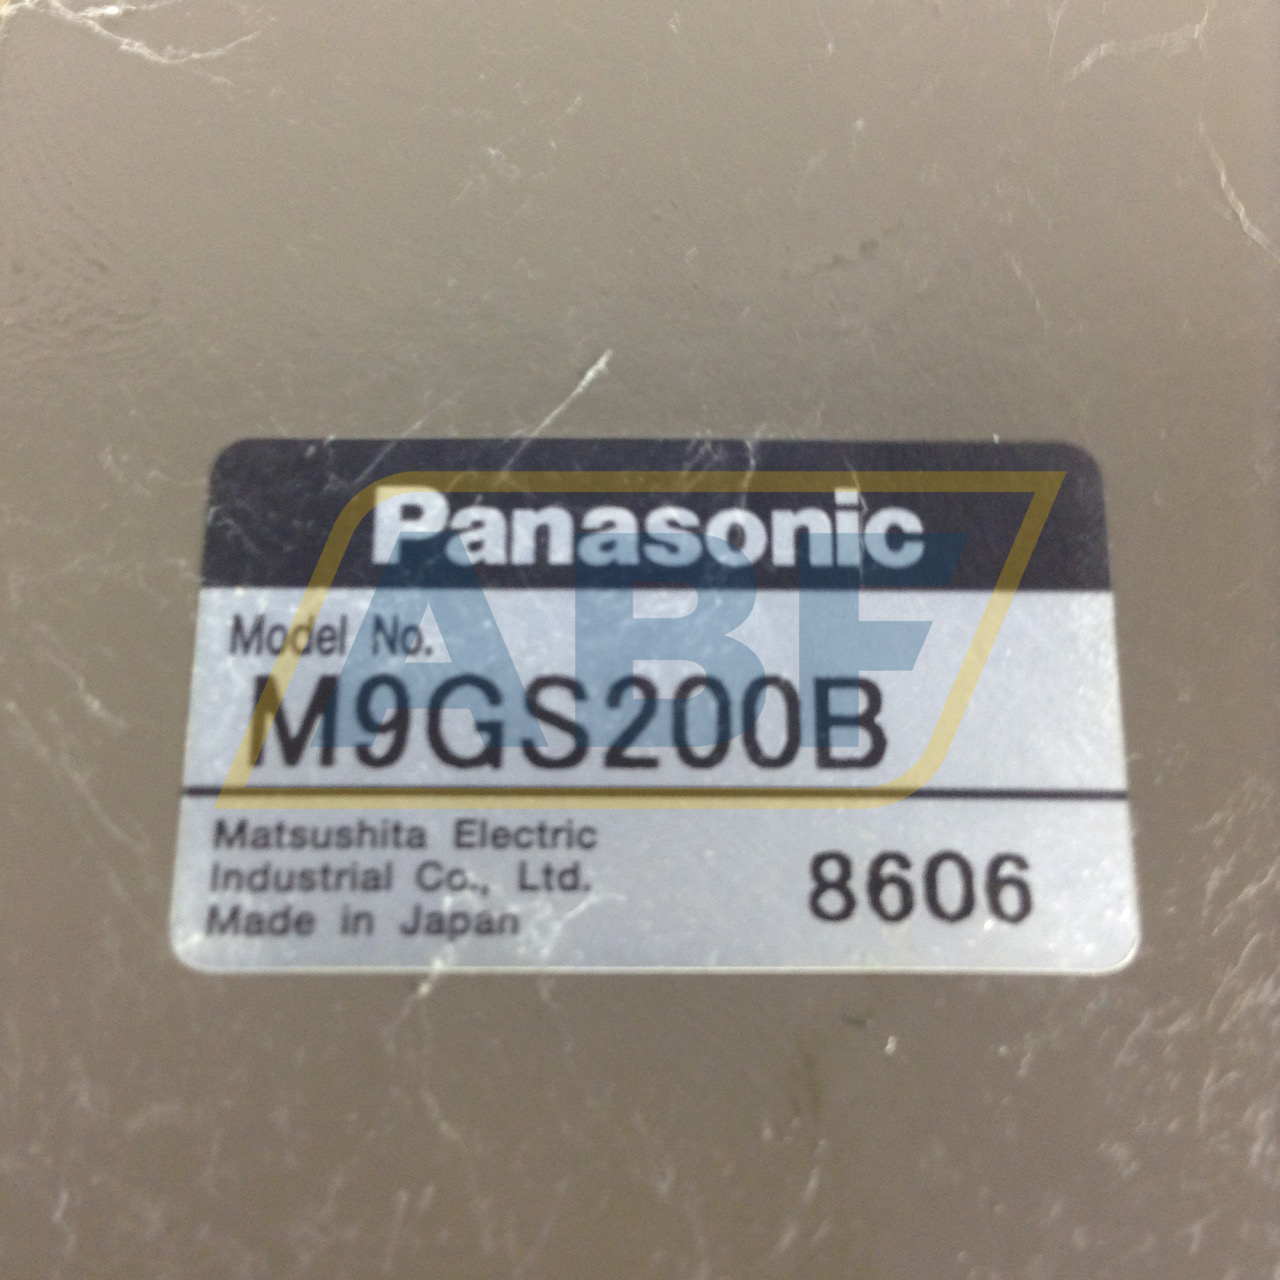 Panasonic
Model No.
M9GS200B
Matsushita Electric
Industrial Co., Ltd.
Made in Japan
8606
ABF